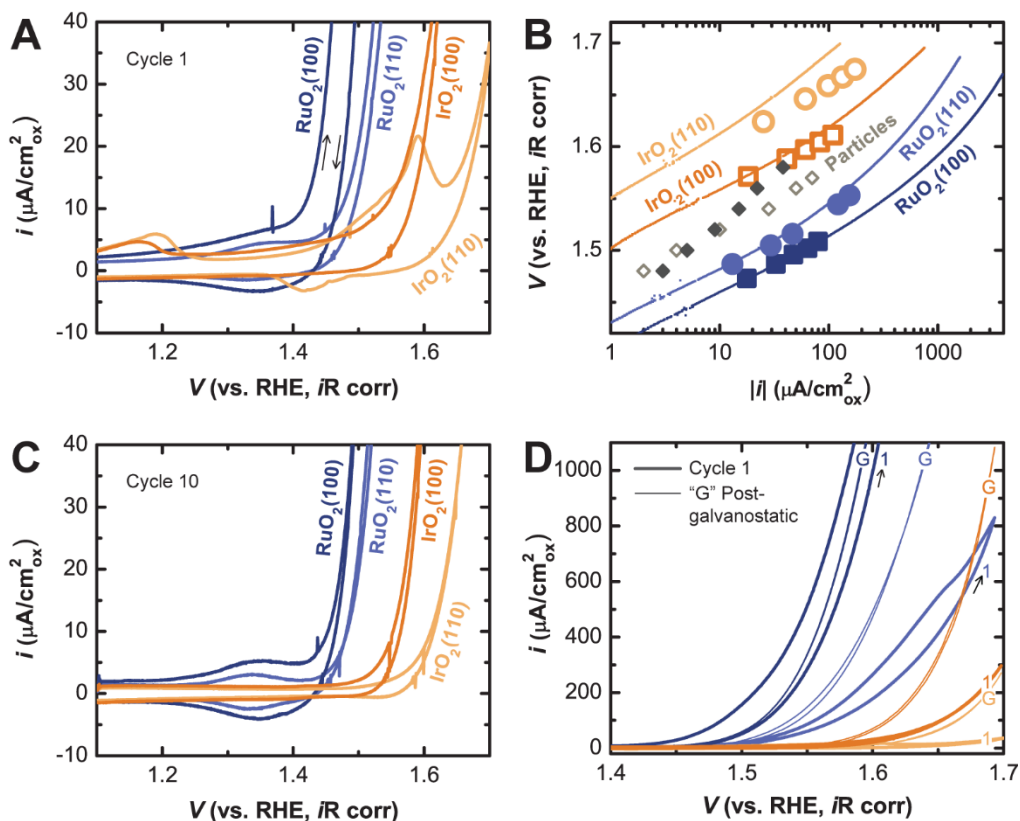 A
Cycle 1
RuO2(100)
RuO2(110)
IrO2(100)
IrO2(110)
40
30
20
10
0
-10
i (µA/cm²ox)
1.2
1.4
1.6
V (vs. RHE, iR corr)
B
IrO2(110)
IrO2(100)
Particles
RuO2(110)
RuO2(100)
1.7
1.6
1.5
V (vs. RHE, iR corr)
1
10
100
1000
|i| (µA/cm²ox)
C
Cycle 10
RuO2(100)
RuO2(110)
IrO2(100)
IrO2(110)
40
30
20
10
0
-10
i (µA/cm²ox)
1.2
1.4
1.6
V (vs. RHE, iR corr)
D
Cycle 1
"G" Post-
galvanostatic
G
1
G
G
1
1
G
1
1000
800
600
400
200
0
i (µA/cm²ox)
1.4
1.5
1.6
1.7
V (vs. RHE, iR corr)